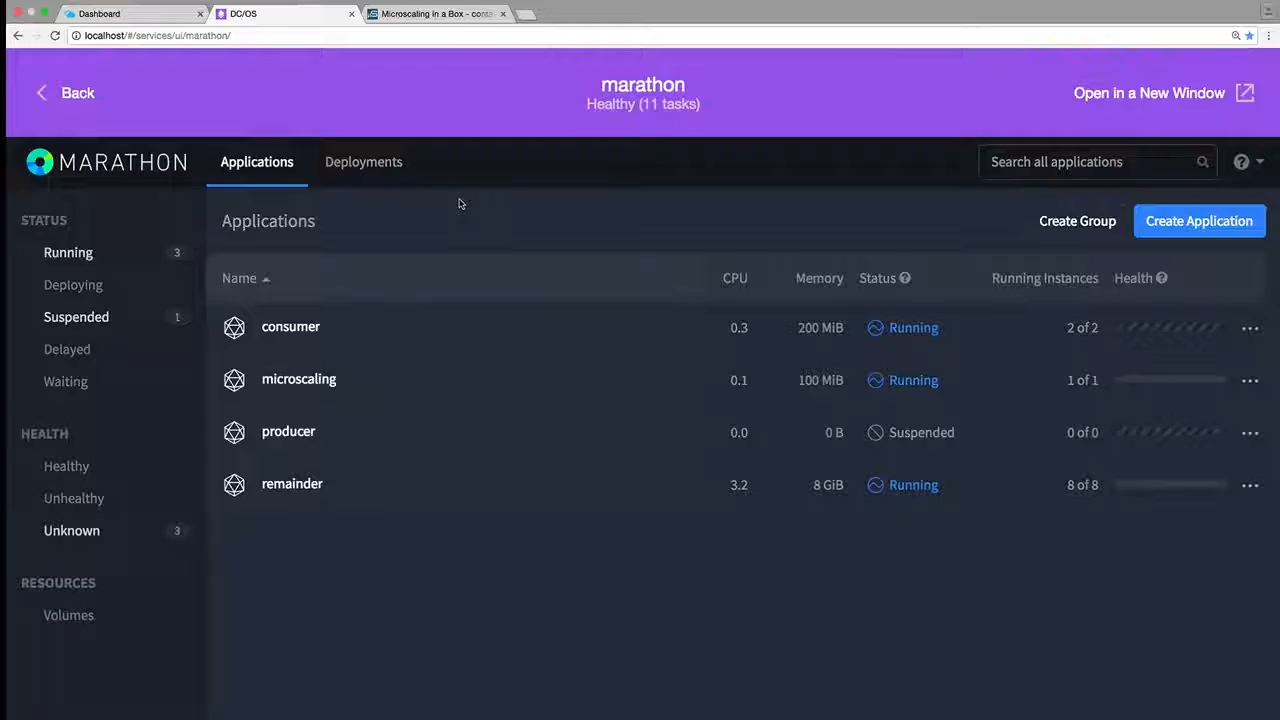 Dashboard
DC/OS
Microscaling in a Box - conta
localhost/#/services/ui/marathon/
Back
marathon
Healthy (11 tasks)
Open in a New Window
MARATHON
Applications
Deployments
Search all applications
STATUS
Running 3
Deploying
Suspended 1
Delayed
Waiting
HEALTH
Healthy
Unhealthy
Unknown 3
RESOURCES
Volumes
Applications
Create Group
Create Application
Name CPU Memory Status Running Instances Health
consumer 0.3 200 MiB Running 2 of 2
microscaling 0.1 100 MiB Running 1 of 1
producer 0.0 0 B Suspended 0 of 0
remainder 3.2 8 GiB Running 8 of 8